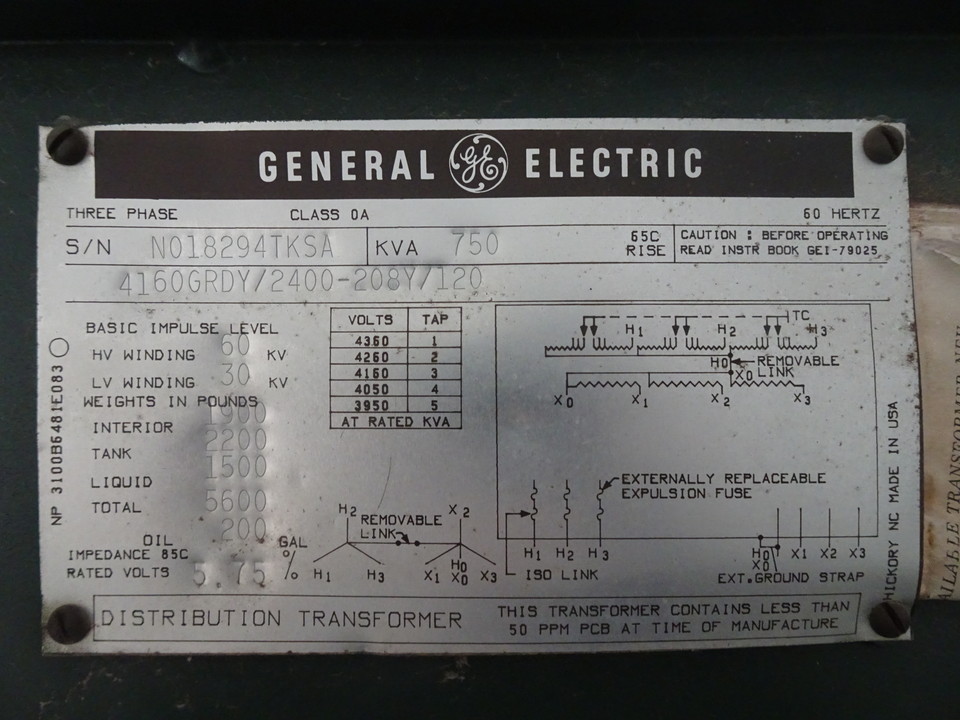 GENERAL GE ELECTRIC
THREE PHASE CLASS OA 60 HERTZ
S/N N018294TKSA KVA 750 65C RISE CAUTION : BEFORE OPERATING READ INSTR BOOK GEI-79025
4160GRDY/2400-208Y/120
BASIC IMPULSE LEVEL
HV WINDING 60 KV
LV WINDING 30 KV
WEIGHTS IN POUNDS
INTERIOR 1900
TANK 2200
LIQUID 1500
TOTAL 5600
OIL 200 GAL
IMPEDANCE 85C
RATED VOLTS 5.75 %
NP 3100B6481E083
VOLTS TAP
4360 1
4260 2
4160 3
4050 4
3950 5
AT RATED KVA
TC
H1 H2 H3
H0 REMOVABLE
X0 LINK
X0 X1 X2 X3
EXTERNALLY REPLACEABLE
EXPULSION FUSE
H2 REMOVABLE LINK X2
H1 H3 X1 H0 X0 X3
H1 H2 H3
ISO LINK
H0 X0 X1 X2 X3
EXT.GROUND STRAP
HICKORY NC MADE IN USA
DISTRIBUTION TRANSFORMER
THIS TRANSFORMER CONTAINS LESS THAN
50 PPM PCB AT TIME OF MANUFACTURE
TRANSFORMER